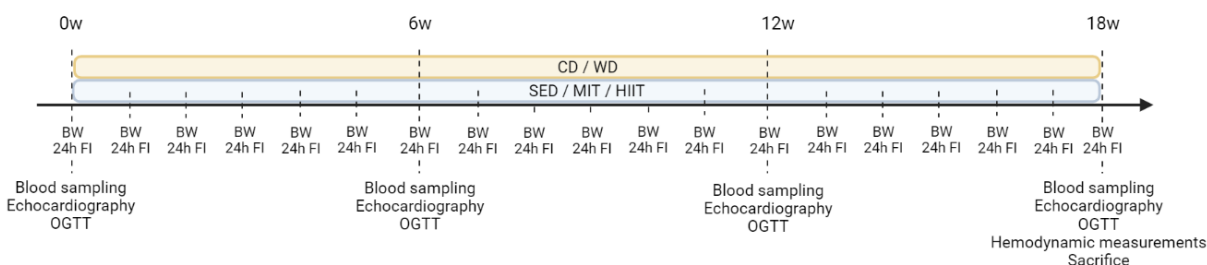 0w 6w 12w 18w
CD / WD
SED / MIT / HIIT
BW BW BW BW BW BW BW BW BW BW BW BW BW BW BW BW BW BW BW
24h FI 24h FI 24h FI 24h FI 24h FI 24h FI 24h FI 24h FI 24h FI 24h FI 24h FI 24h FI 24h FI 24h FI 24h FI 24h FI 24h FI 24h FI 24h FI
Blood sampling
Echocardiography
OGTT
Blood sampling
Echocardiography
OGTT
Blood sampling
Echocardiography
OGTT
Blood sampling
Echocardiography
OGTT
Hemodynamic measurements
Sacrifice